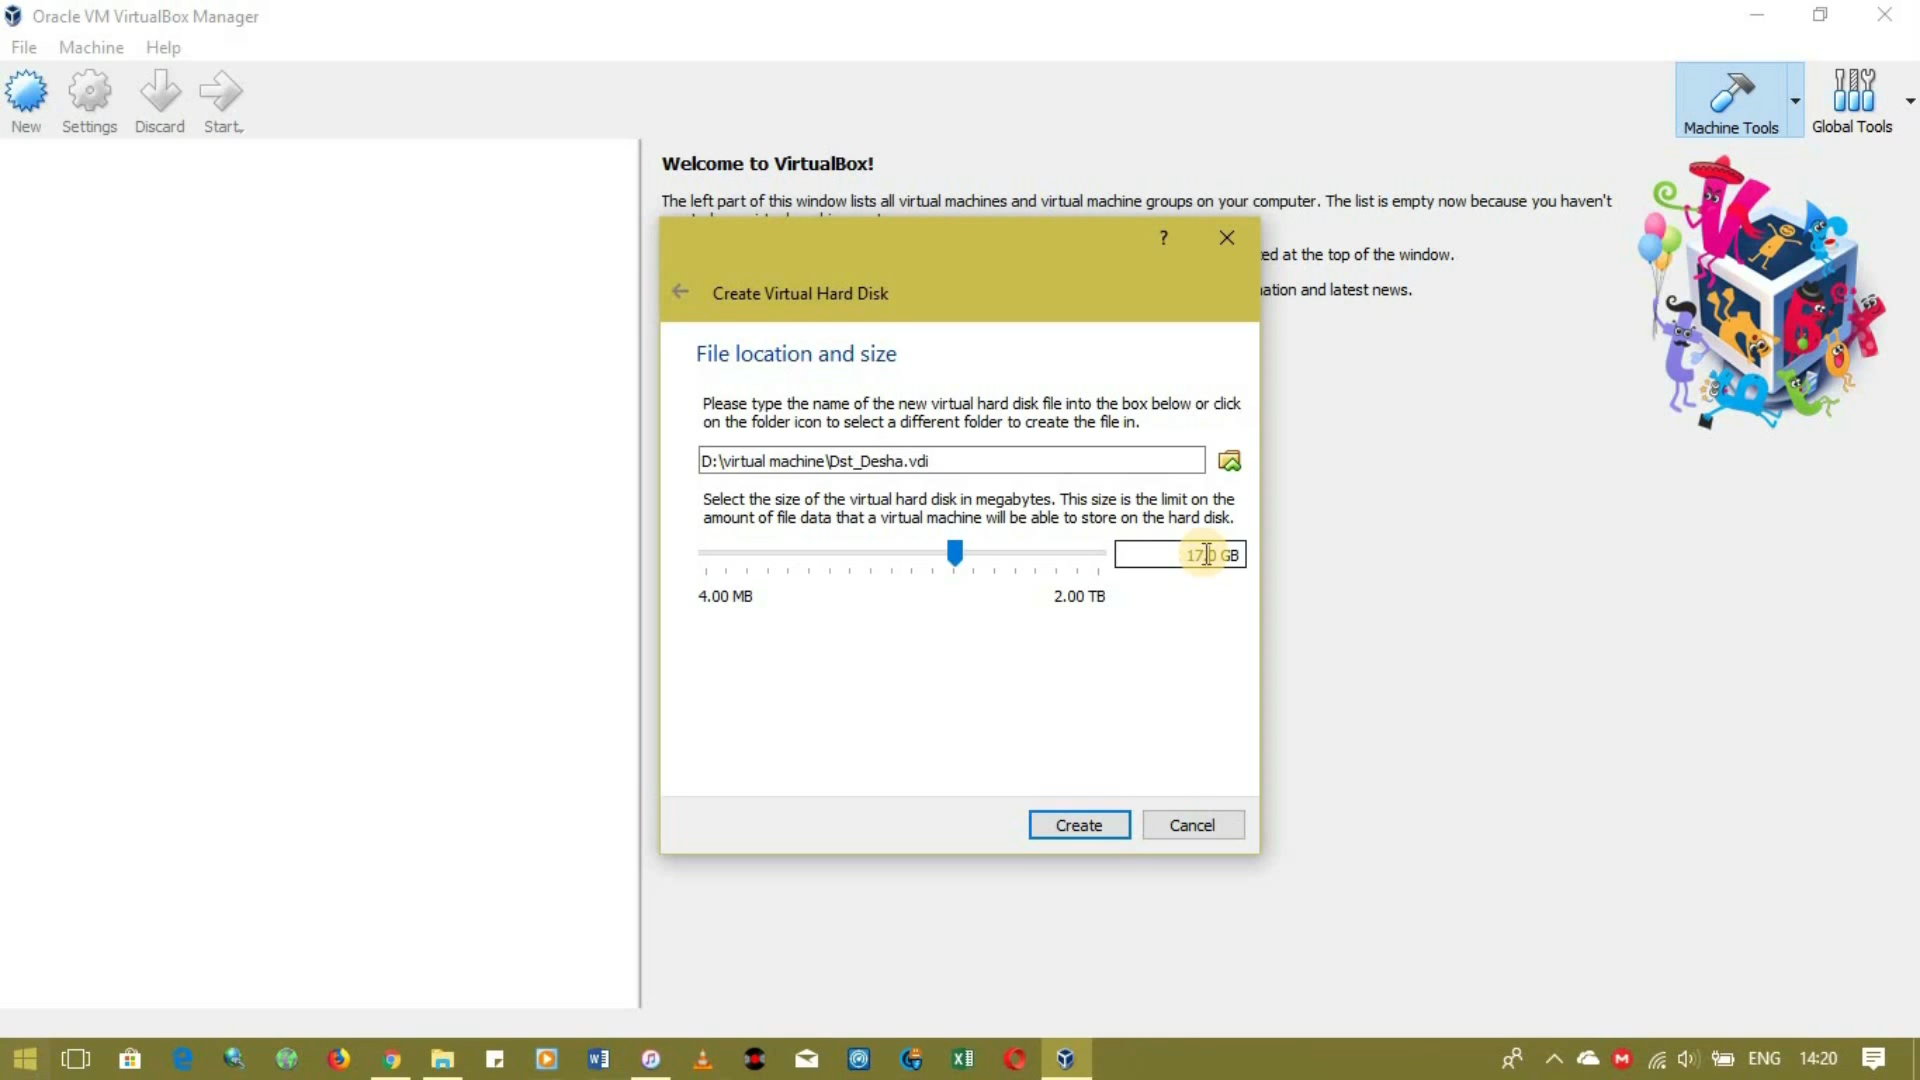 Oracle VM VirtualBox Manager
File Machine Help
New Settings Discard Start
Machine Tools Global Tools
Welcome to VirtualBox!
The left part of this window lists all virtual machines and virtual machine groups on your computer. The list is empty now because you haven't
at the top of the window.
and latest news.
?
Create Virtual Hard Disk
File location and size
Please type the name of the new virtual hard disk file into the box below or click
on the folder icon to select a different folder to create the file in.
D:\virtual machine\Dst_Desha.vdi
Select the size of the virtual hard disk in megabytes. This size is the limit on the
amount of file data that a virtual machine will be able to store on the hard disk.
17.0 GB
4.00 MB 2.00 TB
Create Cancel
ENG 14:20